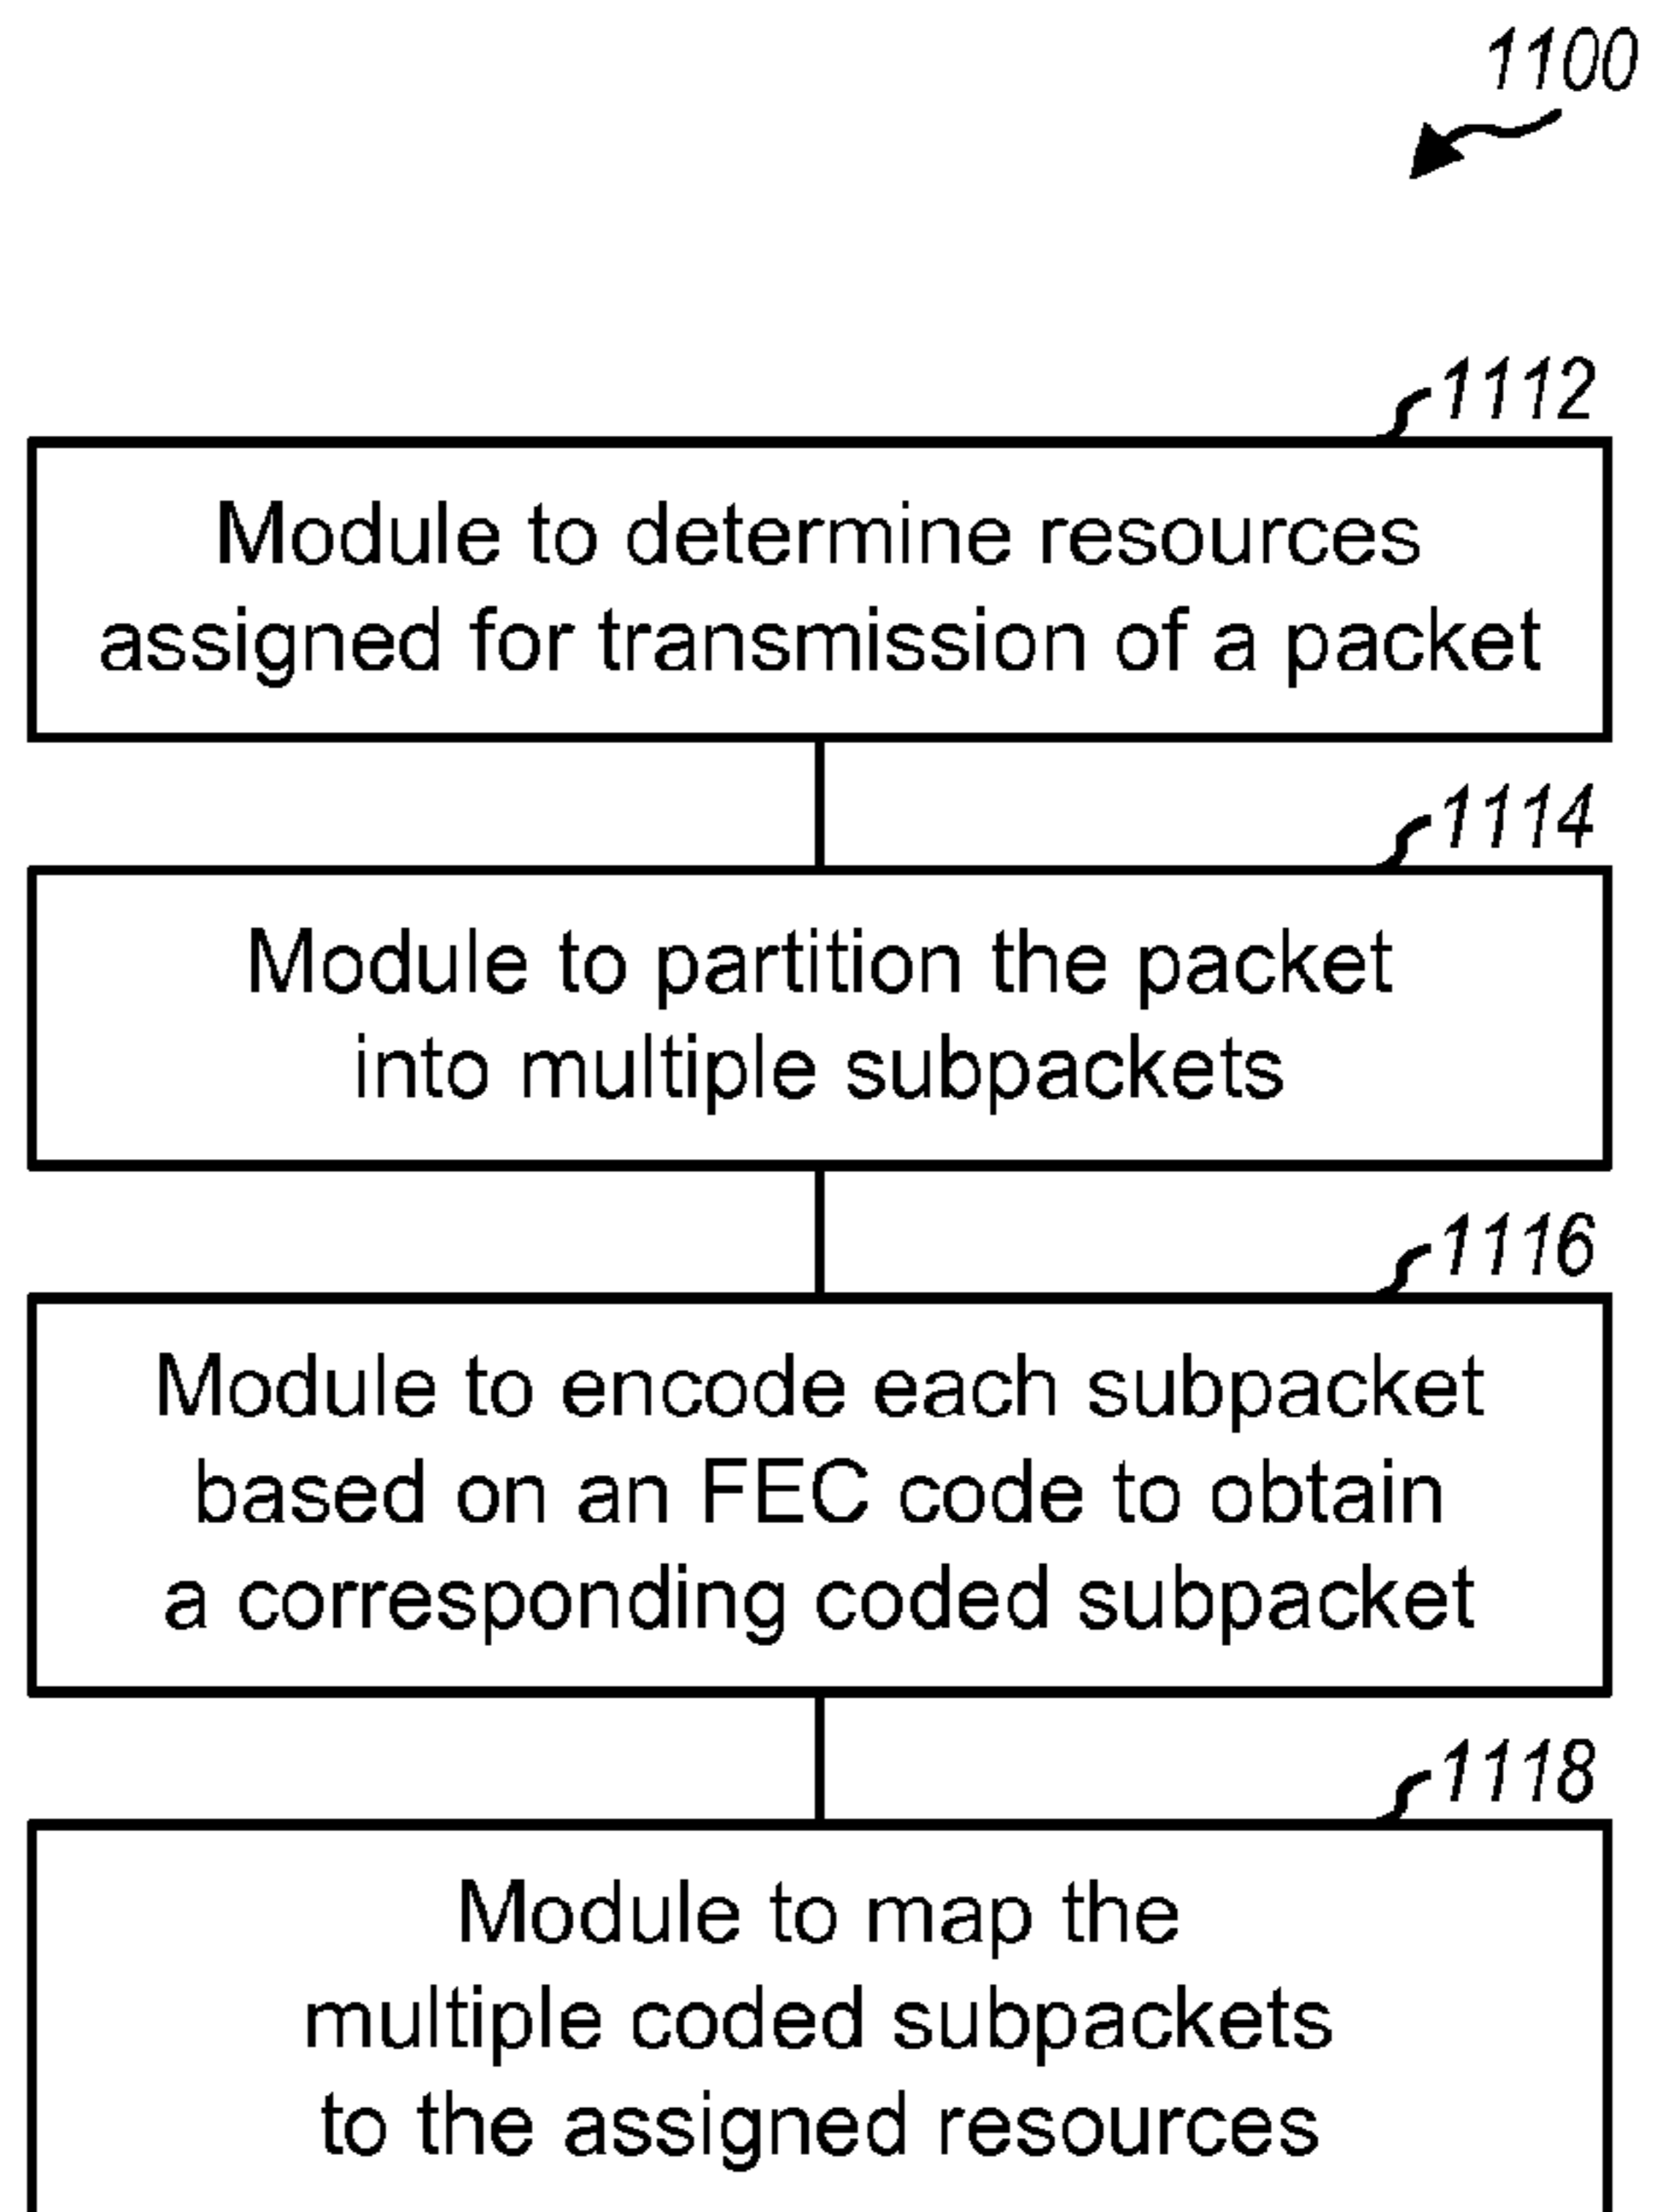 1100
1112
Module to determine resources
assigned for transmission of a packet
1114
Module to partition the packet
into multiple subpackets
1116
Module to encode each subpacket
based on an FEC code to obtain
a corresponding coded subpacket
1118
Module to map the
multiple coded subpackets
to the assigned resources